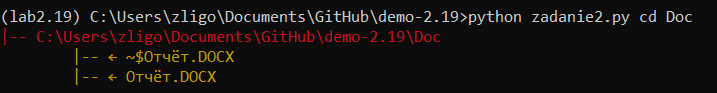 (lab2.19) C:\Users\zligo\Documents\GitHub\demo-2.19>python zadanie2.py cd Doc
|-- C:\Users\zligo\Documents\GitHub\demo-2.19\Doc
|-- ← ~$Отчёт.DOCX
|-- ← Отчёт.DOCX